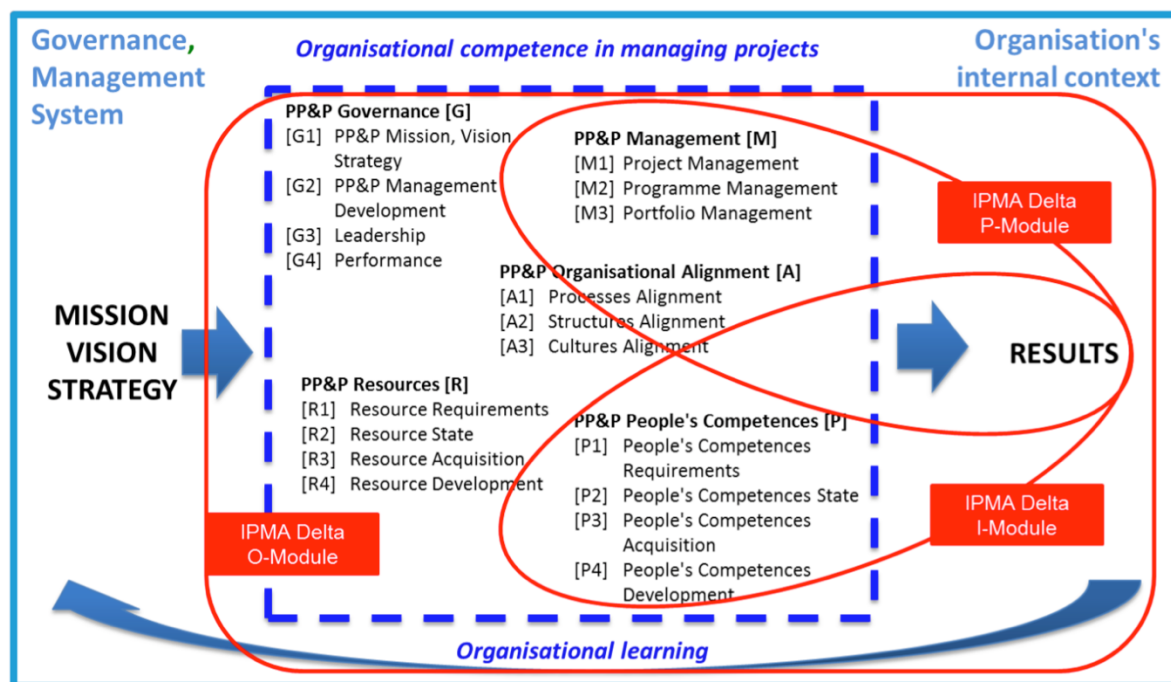 Governance,
Management
System
Organisational competence in managing projects
Organisation's
internal context
PP&P Governance [G]
[G1] PP&P Mission, Vision
Strategy
[G2] PP&P Management
Development
[G3] Leadership
[G4] Performance
PP&P Management [M]
[M1] Project Management
[M2] Programme Management
[M3] Portfolio Management
IPMA Delta
P-Module
PP&P Organisational Alignment [A]
[A1] Processes Alignment
[A2] Structures Alignment
[A3] Cultures Alignment
MISSION
VISION
STRATEGY
RESULTS
PP&P Resources [R]
[R1] Resource Requirements
[R2] Resource State
[R3] Resource Acquisition
[R4] Resource Development
PP&P People's Competences [P]
[P1] People's Competences
Requirements
[P2] People's Competences State
[P3] People's Competences
Acquisition
[P4] People's Competences
Development
IPMA Delta
I-Module
IPMA Delta
O-Module
Organisational learning